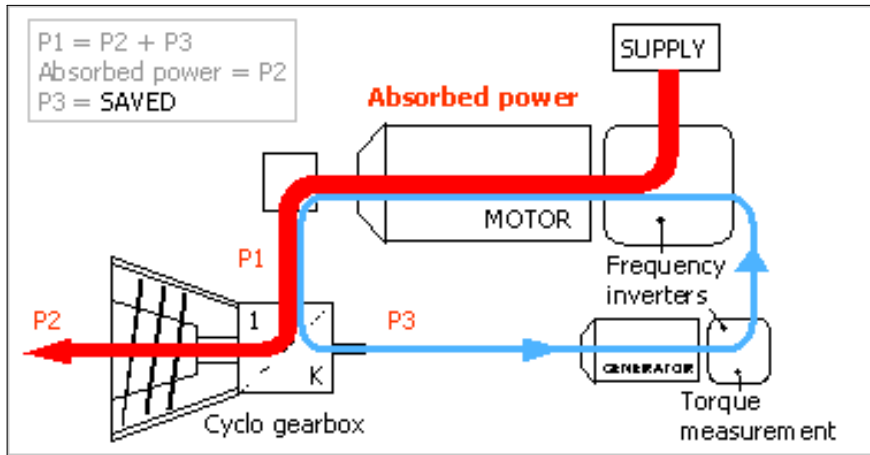 P1 = P2 + P3
Absorbed power = P2
P3 = SAVED
SUPPLY
Absorbed power
MOTOR
P1
Frequency
inverters
P2
P3
1
K
GENERATOR
Cyclo gearbox
Torque
measurement